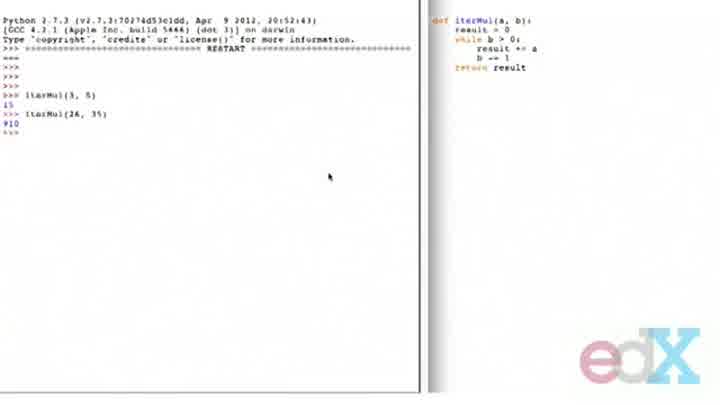 Python 2.7.3 (v2.7.3:70274d53c1dd, Apr  9 2012, 20:52:43)
[GCC 4.2.1 (Apple Inc. build 5666) (dot 3)] on darwin
Type "copyright", "credits" or "license()" for more information.
>>> ================================ RESTART ================================
===
>>>
>>>
>>>
>>> iterMul(3, 5)
15
>>> iterMul(26, 35)
910
>>>
def iterMul(a, b):
    result = 0
    while b > 0:
        result += a
        b -= 1
    return result
edX